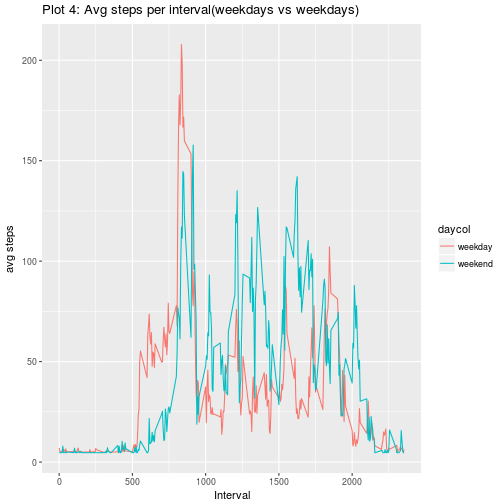 Plot 4: Avg steps per interval(weekdays vs weekdays)
200
150
100
50
0
avg steps
0
500
1000
1500
2000
Interval
daycol
weekday
weekend